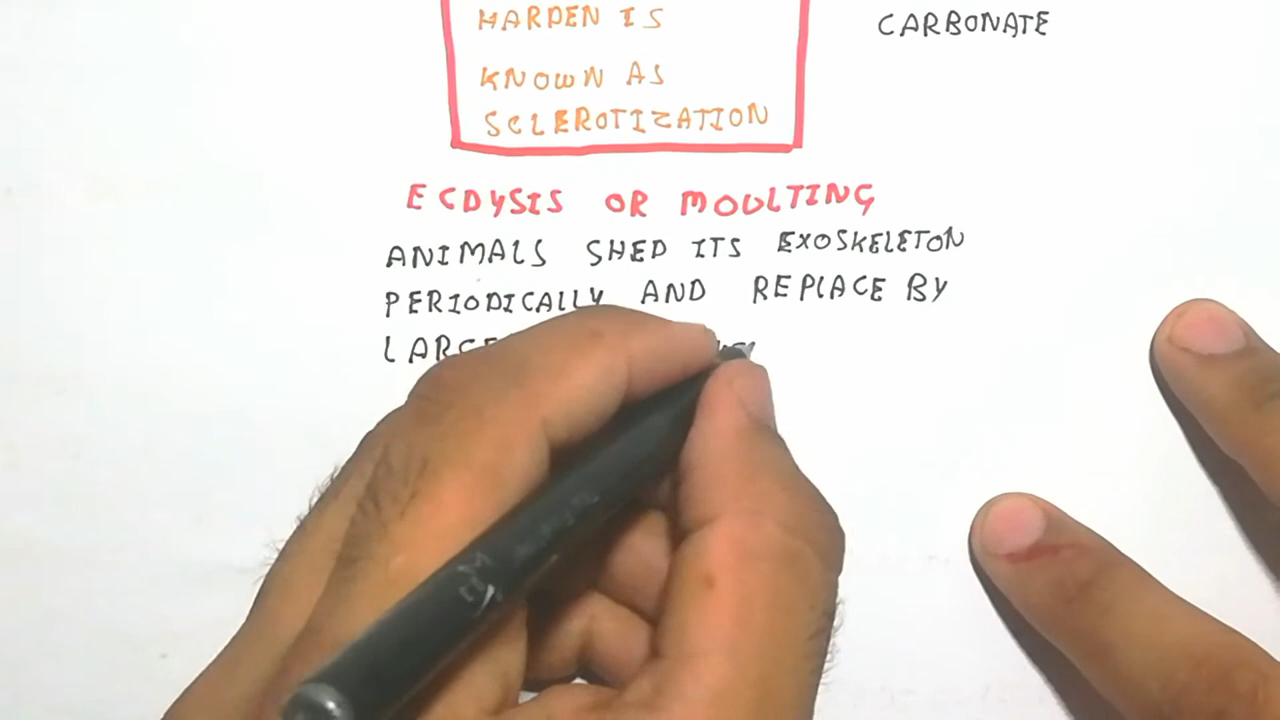 HARDEN IS
KNOWN AS
SCLEROTIZATION
CARBONATE
ECDYSIS OR MOULTING
ANIMALS SHED ITS EXOSKELETON
PERIODICALLY AND REPLACE BY